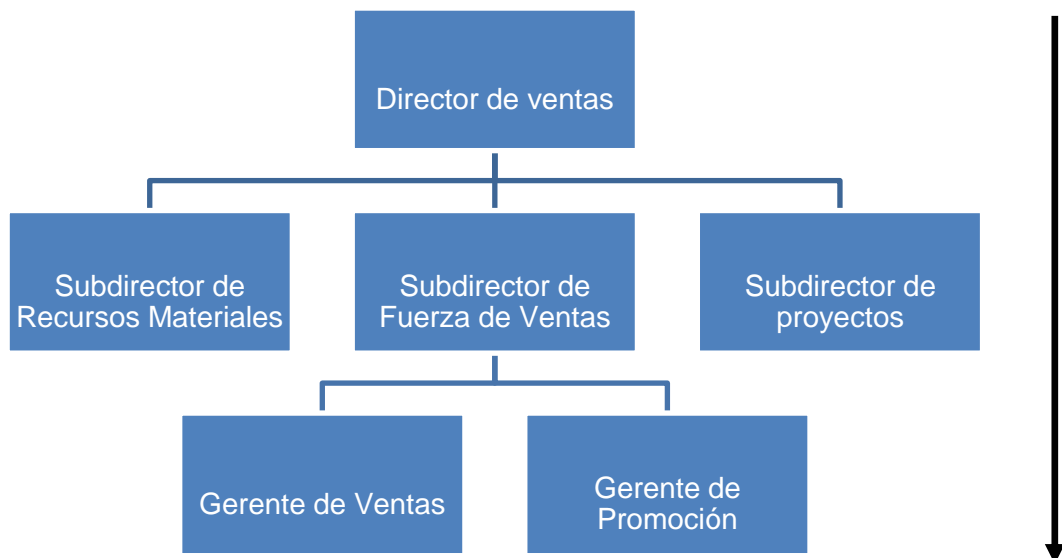 Director de ventas
Subdirector de
Recursos Materiales
Subdirector de
Fuerza de Ventas
Subdirector de
proyectos
Gerente de Ventas
Gerente de
Promoción